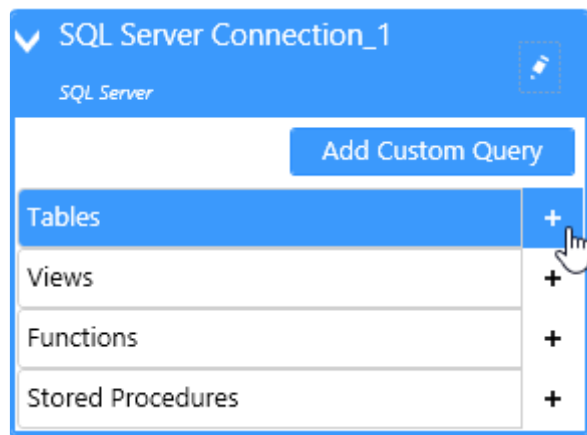 SQL Server Connection_1
SQL Server
Add Custom Query
Tables +
Views +
Functions +
Stored Procedures +